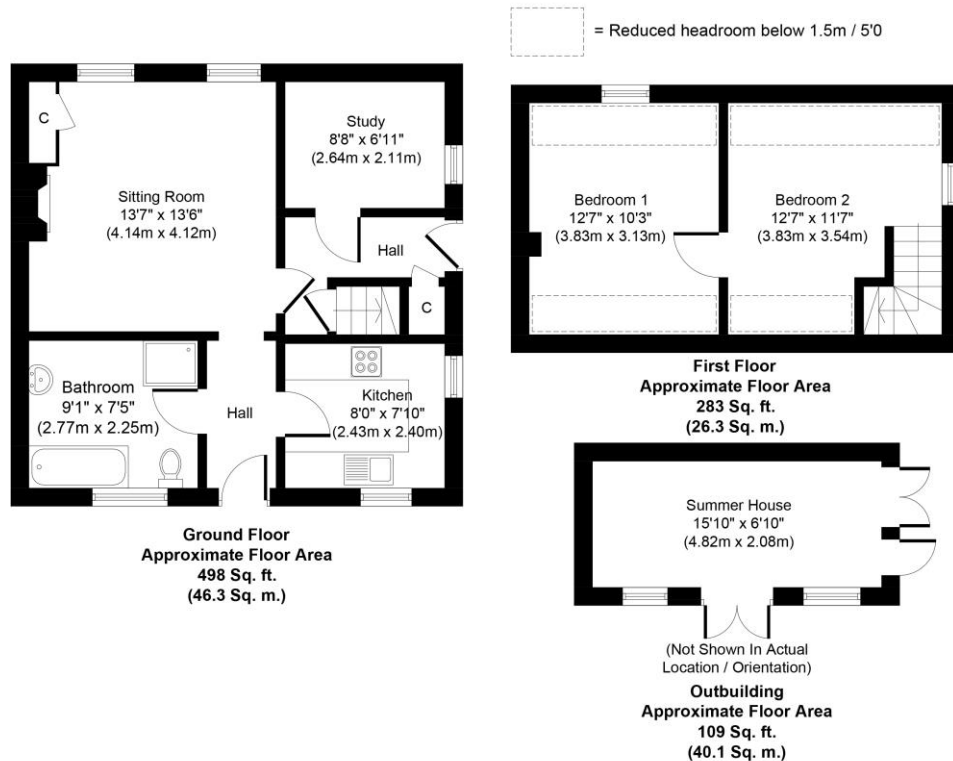 = Reduced headroom below 1.5m / 5'0
C
Study
8'8" x 6'11"
(2.64m x 2.11m)
Sitting Room
13'7" x 13'6"
(4.14m x 4.12m)
Hall
C
Bathroom
9'1" x 7'5"
(2.77m x 2.25m)
Hall
Kitchen
8'0" x 7'10"
(2.43m x 2.40m)
Ground Floor
Approximate Floor Area
498 Sq. ft.
(46.3 Sq. m.)
Bedroom 1
12'7" x 10'3"
(3.83m x 3.13m)
Bedroom 2
12'7" x 11'7"
(3.83m x 3.54m)
First Floor
Approximate Floor Area
283 Sq. ft.
(26.3 Sq. m.)
Summer House
15'10" x 6'10"
(4.82m x 2.08m)
(Not Shown In Actual
Location / Orientation)
Outbuilding
Approximate Floor Area
109 Sq. ft.
(40.1 Sq. m.)